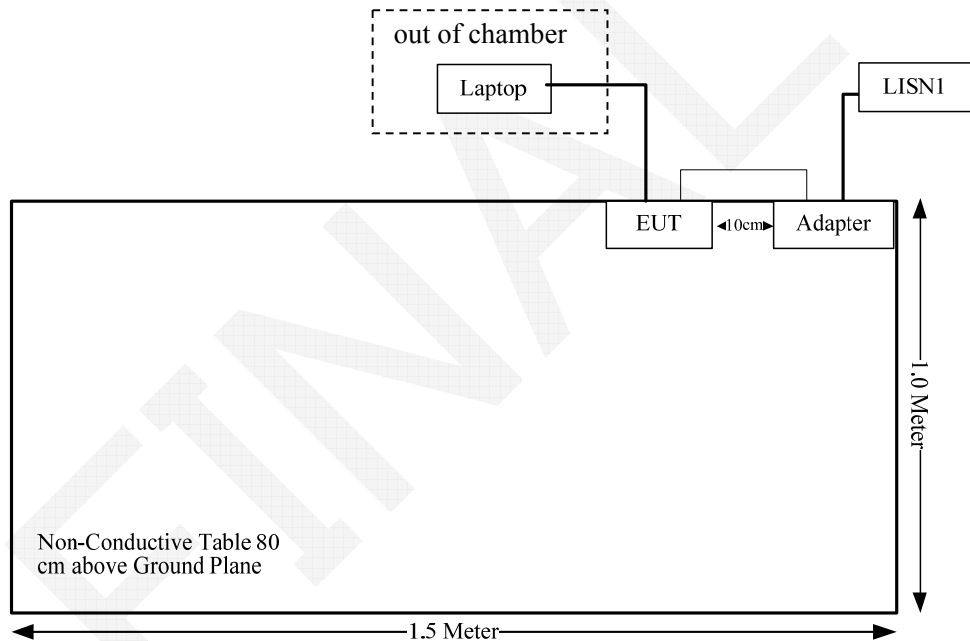 out of chamber
Laptop
LISN1
EUT
10cm
Adapter
1.0 Meter
Non-Conductive Table 80
cm above Ground Plane
1.5 Meter
FINAL